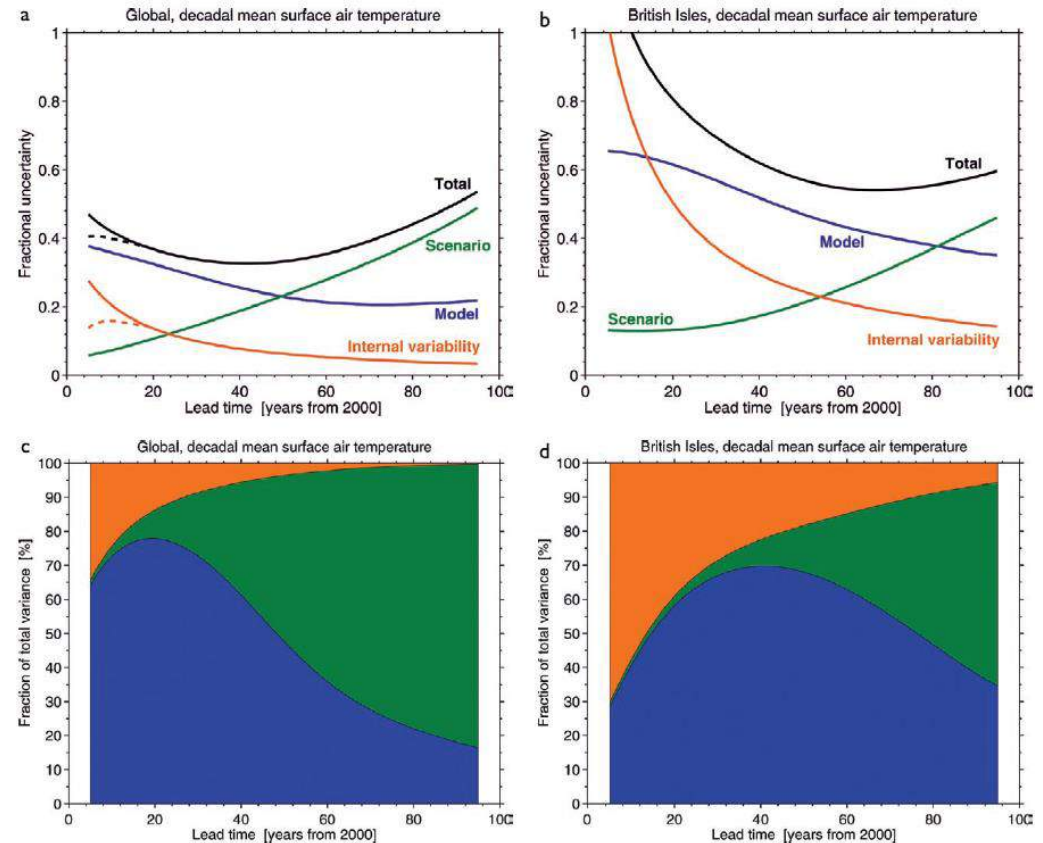 a
Global, decadal mean surface air temperature
Fractional uncertainty
1
0.8
0.6
0.4
0.2
0
Total
Scenario
Model
Internal variability
0 20 40 60 80 100
Lead time [years from 2000]
b
British Isles, decadal mean surface air temperature
Fractional uncertainty
1
0.8
0.6
0.4
0.2
0
Total
Model
Scenario
Internal variability
0 20 40 60 80 100
Lead time [years from 2000]
c
Global, decadal mean surface air temperature
Fraction of total variance [%]
100
90
80
70
60
50
40
30
20
10
0
0 20 40 60 80 100
Lead time [years from 2000]
d
British Isles, decadal mean surface air temperature
Fraction of total variance [%]
100
90
80
70
60
50
40
30
20
10
0
0 20 40 60 80 100
Lead time [years from 2000]